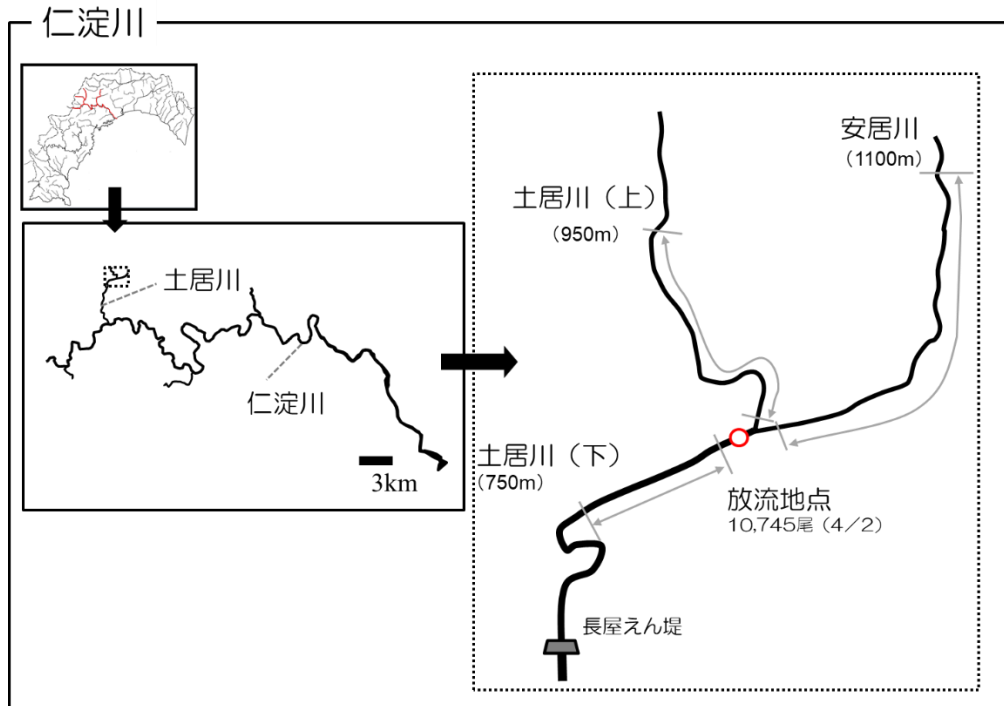 仁淀川
土居川
仁淀川
3km
安居川
(1100m)
土居川（上）
(950m)
土居川（下）
(750m)
放流地点
10,745尾（4／2）
長屋えん堤